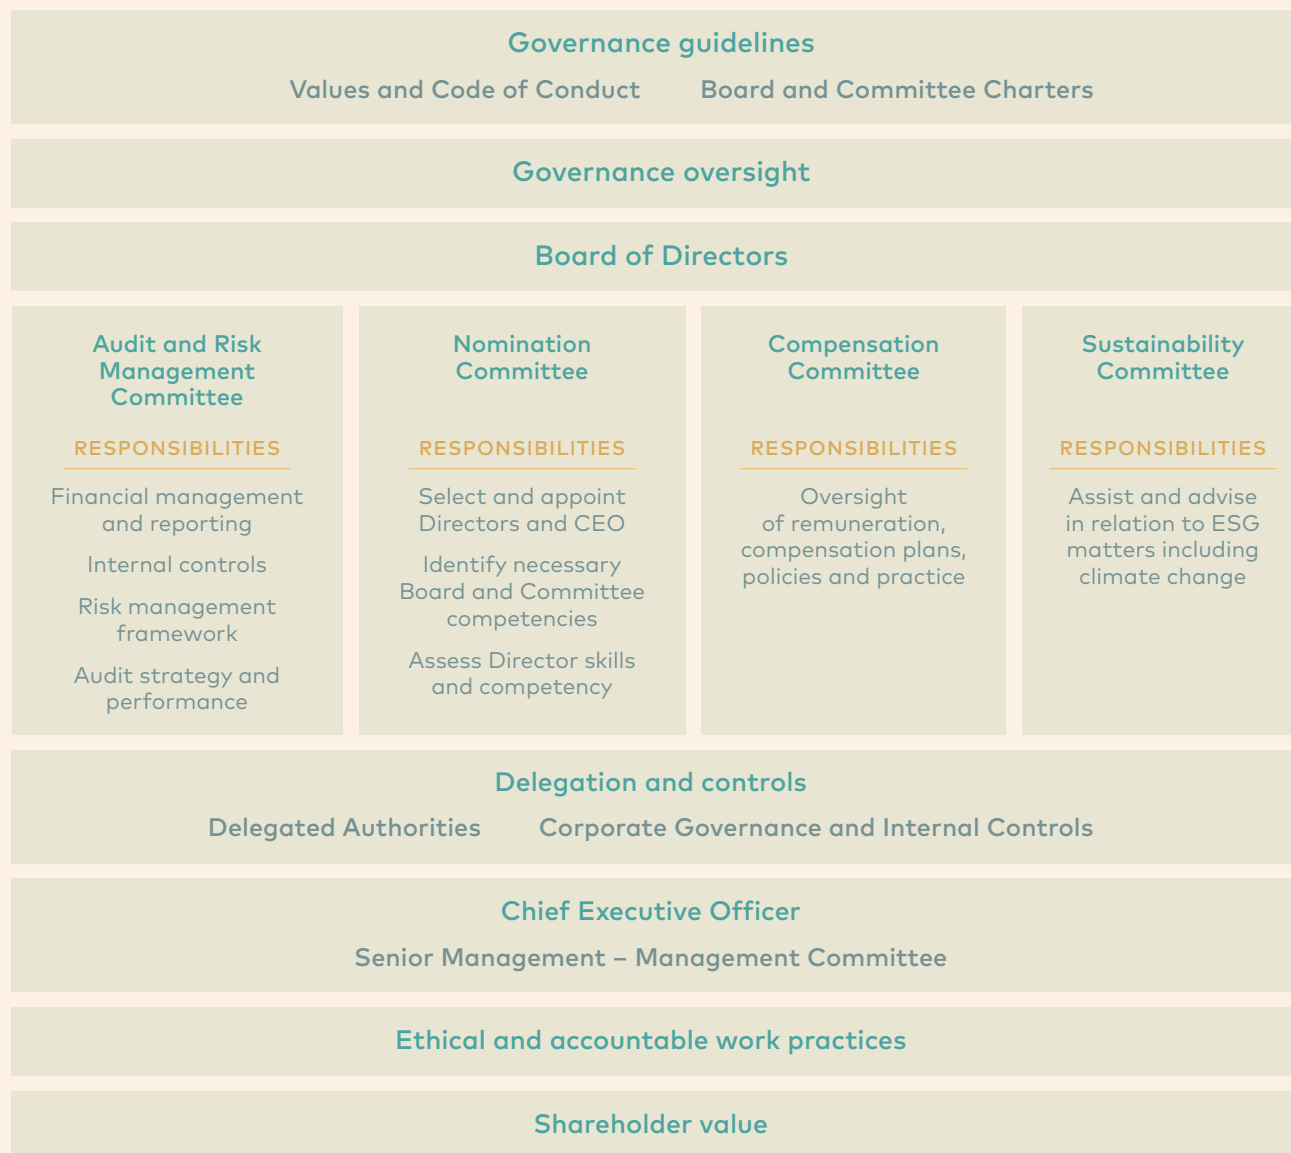 Governance guidelines
Values and Code of Conduct Board and Committee Charters
Governance oversight
Board of Directors
Audit and Risk
Management
Committee
RESPONSIBILITIES
Financial management
and reporting
Internal controls
Risk management
framework
Audit strategy and
performance
Nomination
Committee
RESPONSIBILITIES
Select and appoint
Directors and CEO
Identify necessary
Board and Committee
competencies
Assess Director skills
and competency
Compensation
Committee
RESPONSIBILITIES
Oversight
of remuneration,
compensation plans,
policies and practice
Sustainability
Committee
RESPONSIBILITIES
Assist and advise
in relation to ESG
matters including
climate change
Delegation and controls
Delegated Authorities Corporate Governance and Internal Controls
Chief Executive Officer
Senior Management – Management Committee
Ethical and accountable work practices
Shareholder value